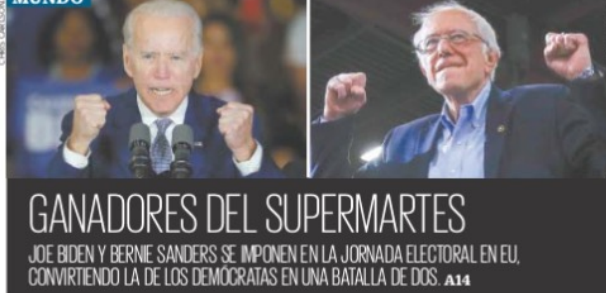 MUNDO
GANADORES DEL SUPERMARTES
JOE BIDEN Y BERNIE SANDERS SE IMPONEN EN LA JORNADA ELECTORAL EN EU,
CONVIRTIENDO LA DE LOS DEMÓCRATAS EN UNA BATALLA DE DOS. A14